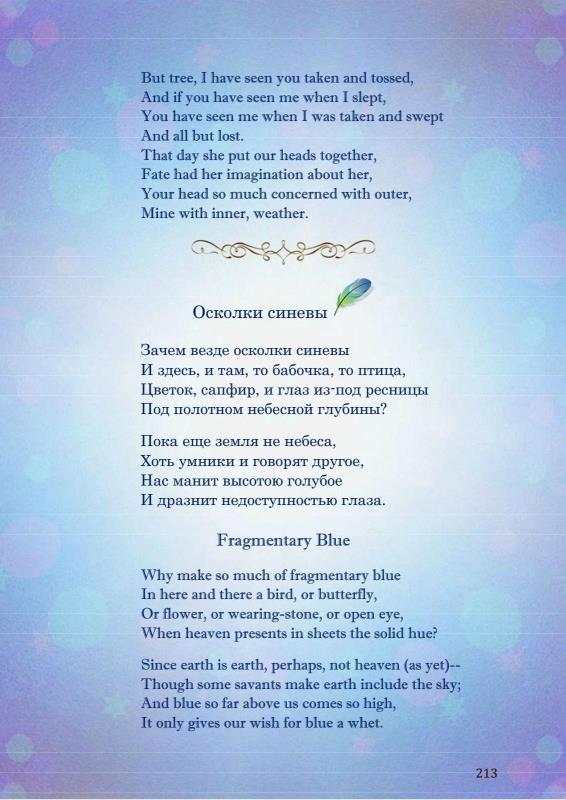 But tree, I have seen you taken and tossed,
And if you have seen me when I slept,
You have seen me when I was taken and swept
And all but lost.
That day she put our heads together,
Fate had her imagination about her,
Your head so much concerned with outer,
Mine with inner, weather.
Осколки синевы
Зачем везде осколки синевы
И здесь, и там, то бабочка, то птица,
Цветок, сапфир, и глаз из-под ресницы
Под полотном небесной глубины?
Пока еще земля не небеса,
Хоть умники и говорят другое,
Нас манит высотою голубое
И дразнит недоступностью глаза.
Fragmentary Blue
Why make so much of fragmentary blue
In here and there a bird, or butterfly,
Or flower, or wearing-stone, or open eye,
When heaven presents in sheets the solid hue?
Since earth is earth, perhaps, not heaven (as yet)--
Though some savants make earth include the sky;
And blue so far above us comes so high,
It only gives our wish for blue a whet.
213